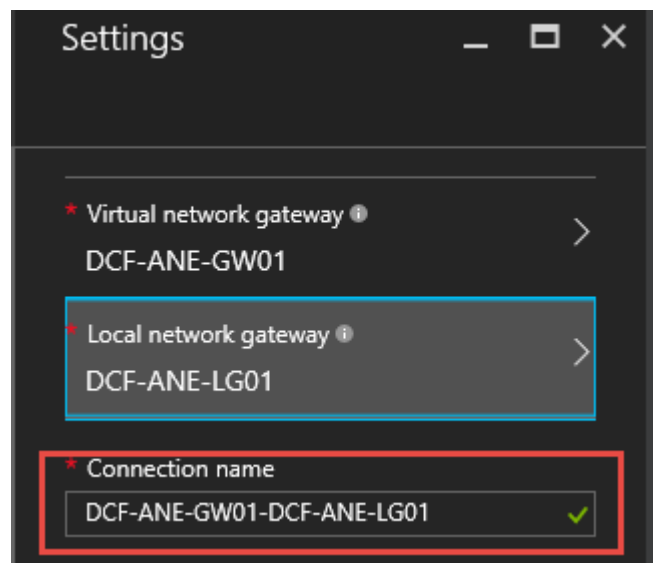 Settings
* Virtual network gateway
DCF-ANE-GW01
* Local network gateway
DCF-ANE-LG01
* Connection name
DCF-ANE-GW01-DCF-ANE-LG01